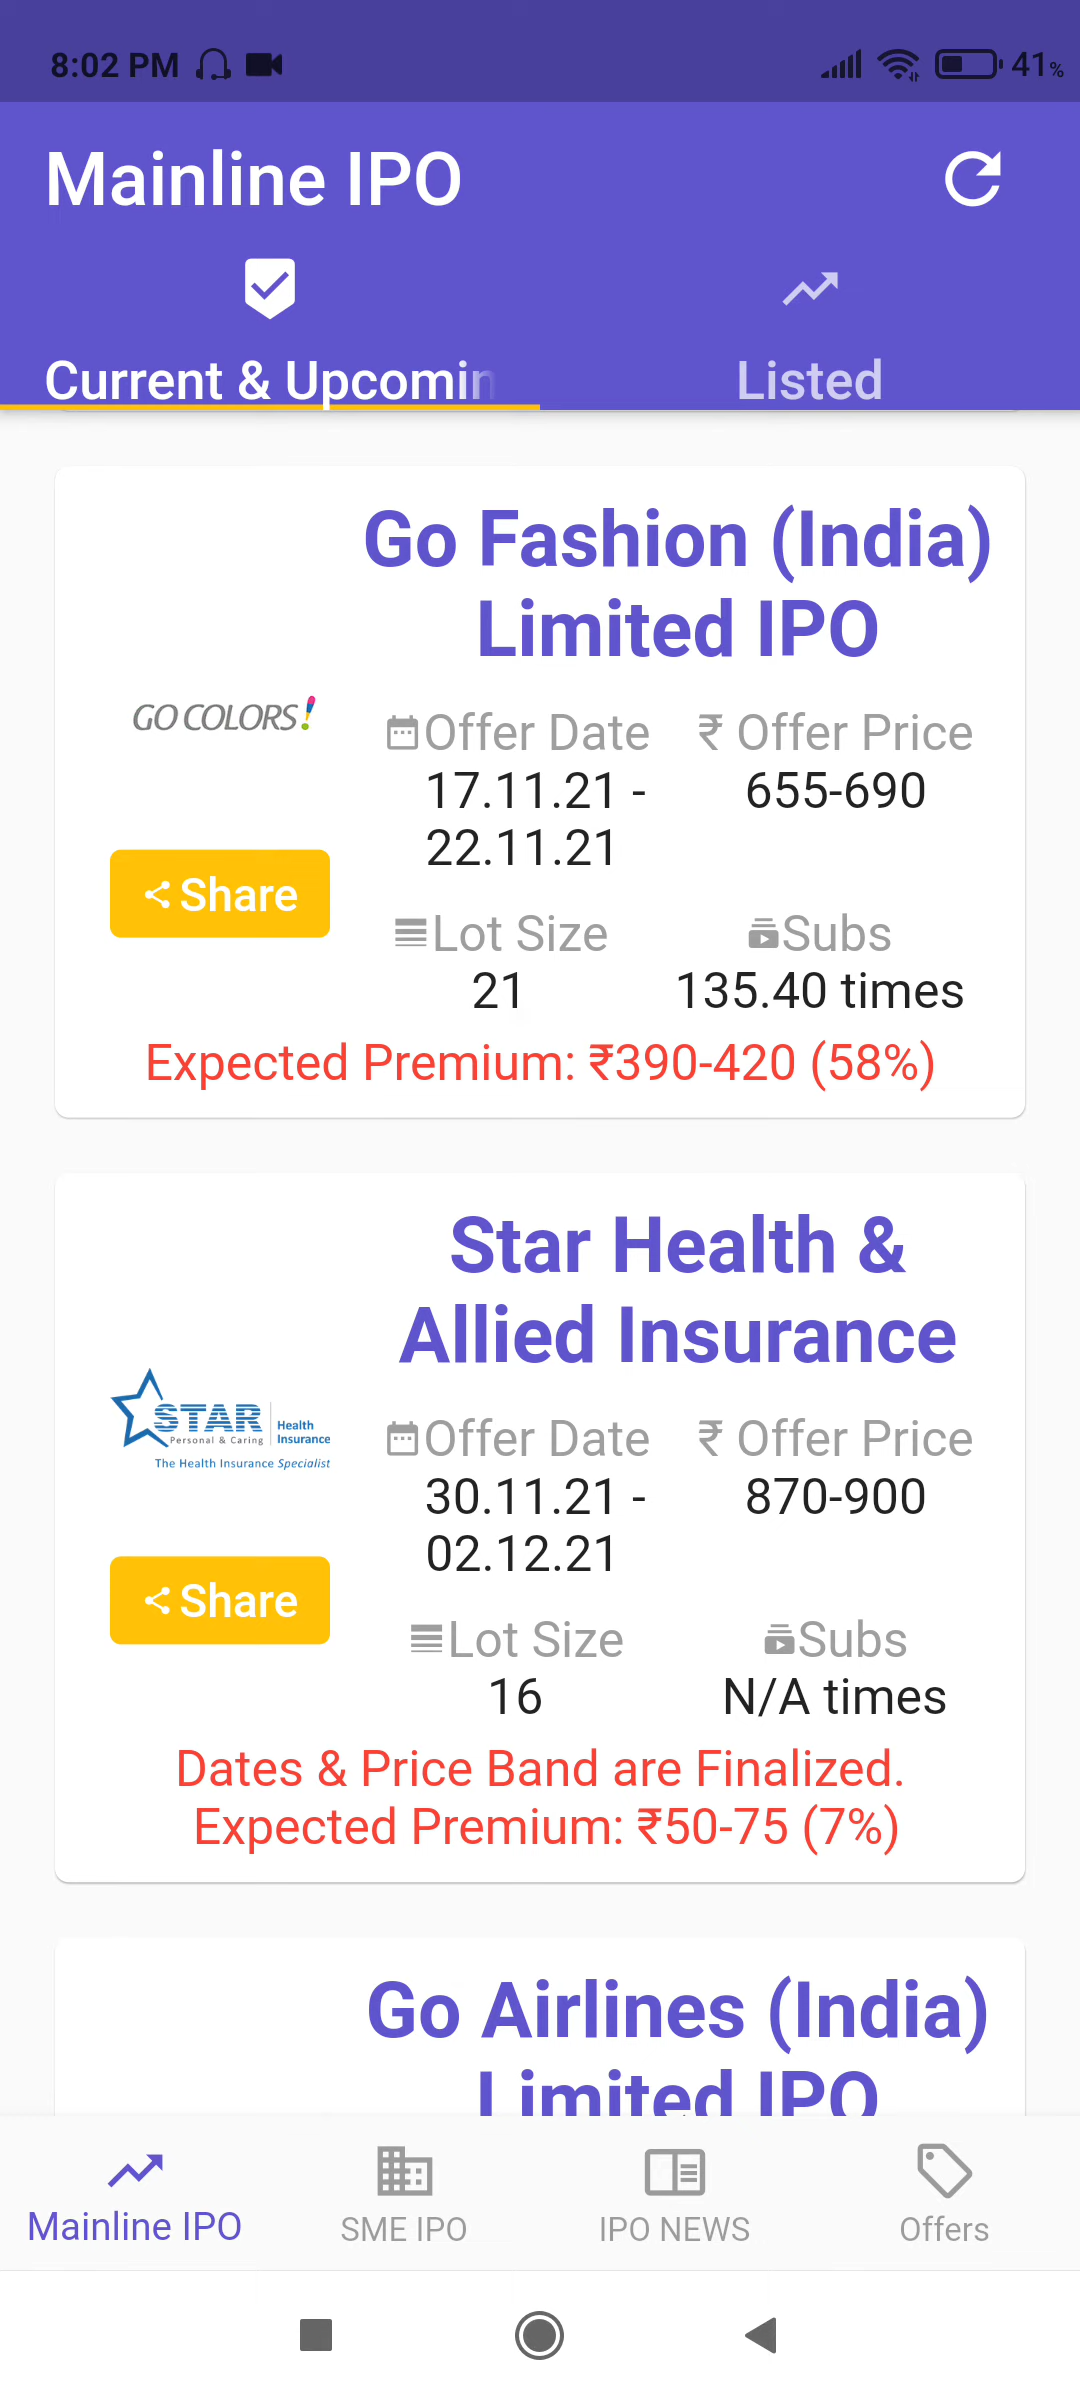 8:02 PM
41%
Mainline IPO
Current & Upcomin
Listed
Go Fashion (India)
Limited IPO
GO COLORS!
Offer Date
₹ Offer Price
17.11.21 -
22.11.21
655-690
Share
Lot Size
Subs
21
135.40 times
Expected Premium: ₹390-420 (58%)
Star Health &
Allied Insurance
STAR
Personal & Caring
Health
Insurance
The Health Insurance Specialist
Offer Date
₹ Offer Price
30.11.21 -
02.12.21
870-900
Share
Lot Size
Subs
16
N/A times
Dates & Price Band are Finalized.
Expected Premium: ₹50-75 (7%)
Go Airlines (India)
Limited IPO
Mainline IPO
SME IPO
IPO NEWS
Offers